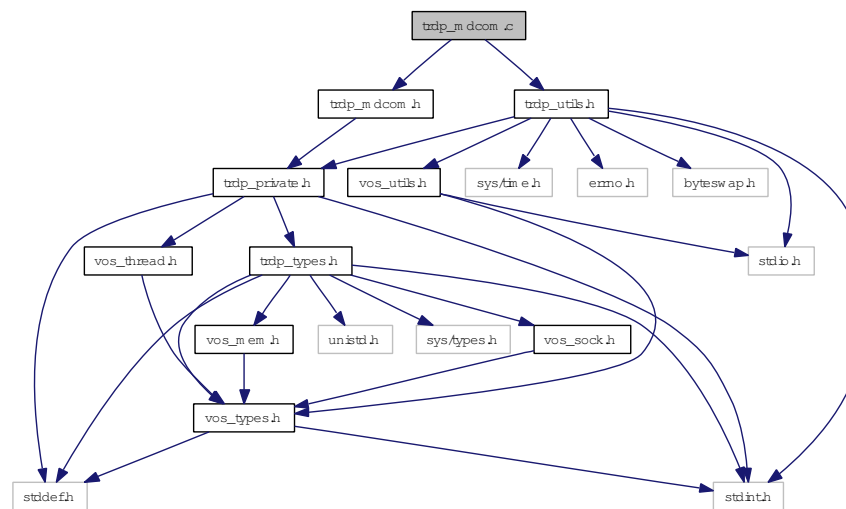 trdp_mdcom.c
trdp_mdcom.h
trdp_utils.h
trdp_private.h
vos_utils.h
sys/time.h
errno.h
byteswap.h
vos_thread.h
trdp_types.h
stdio.h
vos_mem.h
unistd.h
sys/types.h
vos_sock.h
vos_types.h
stddef.h
stdint.h